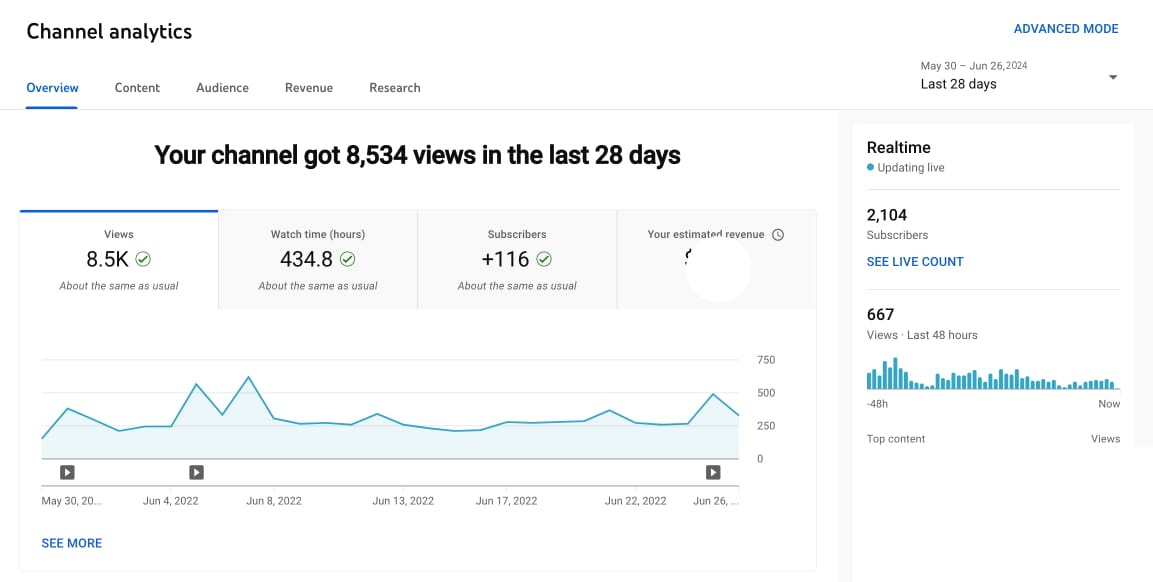 Channel analytics
ADVANCED MODE
May 30 – Jun 26,2024
Last 28 days
Overview
Content
Audience
Revenue
Research
Your channel got 8,534 views in the last 28 days
Views
8.5K
About the same as usual
Watch time (hours)
434.8
About the same as usual
Subscribers
+116
About the same as usual
Your estimated revenue
750
500
250
0
May 30, 20...
Jun 4, 2022
Jun 8, 2022
Jun 13, 2022
Jun 17, 2022
Jun 22, 2022
Jun 26, ...
SEE MORE
Realtime
Updating live
2,104
Subscribers
SEE LIVE COUNT
667
Views · Last 48 hours
-48h
Now
Top content
Views